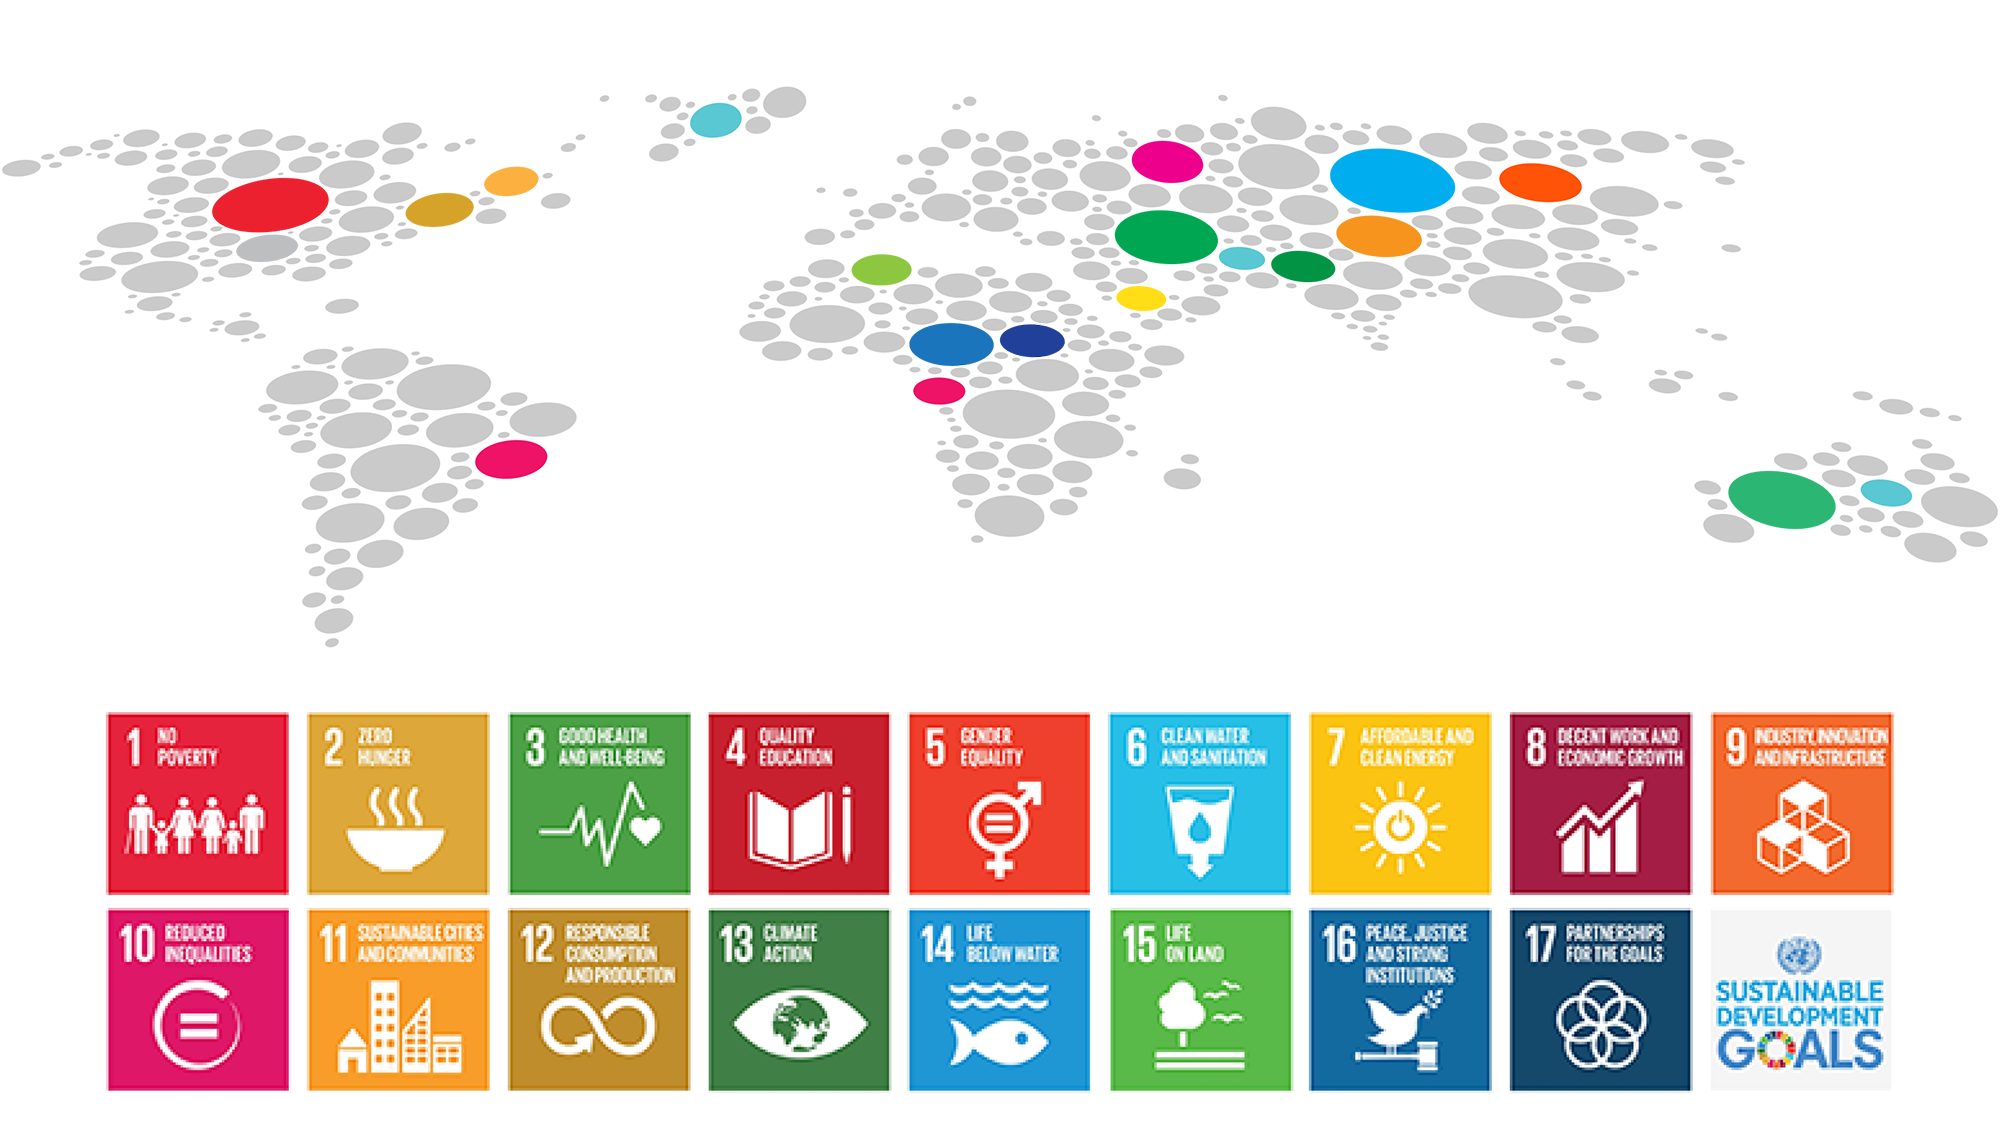 1 NO
POVERTY
2 ZERO
HUNGER
3 GOOD HEALTH
AND WELL-BEING
4 QUALITY
EDUCATION
5 GENDER
EQUALITY
6 CLEAN WATER
AND SANITATION
7 AFFORDABLE AND
CLEAN ENERGY
8 DECENT WORK AND
ECONOMIC GROWTH
9 INDUSTRY, INNOVATION
AND INFRASTRUCTURE
10 REDUCED
INEQUALITIES
11 SUSTAINABLE CITIES
AND COMMUNITIES
12 RESPONSIBLE
CONSUMPTION
AND PRODUCTION
13 CLIMATE
ACTION
14 LIFE
BELOW WATER
15 LIFE
ON LAND
16 PEACE, JUSTICE
AND STRONG
INSTITUTIONS
17 PARTNERSHIPS
FOR THE GOALS
SUSTAINABLE
DEVELOPMENT
GOALS